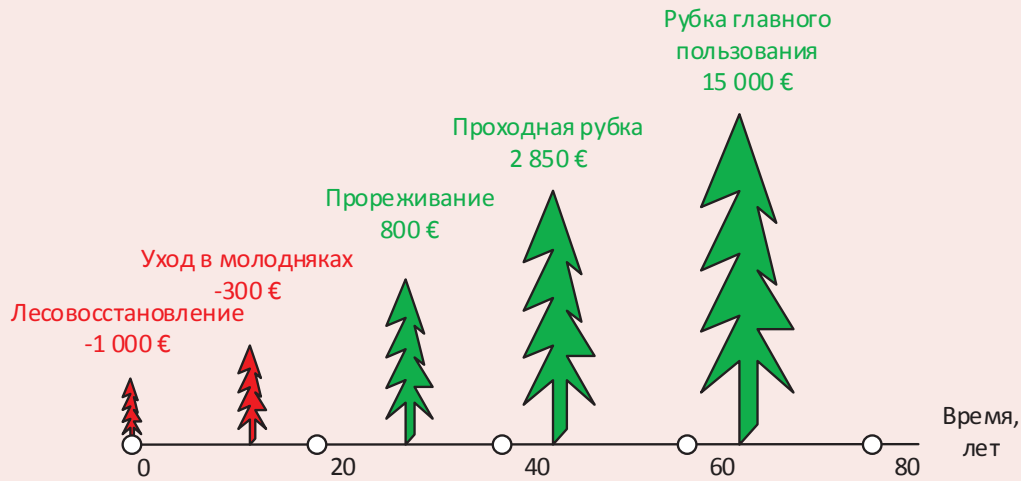 Рубка главного
пользования
15 000 €
Проходная рубка
2 850 €
Прореживание
800 €
Уход в молодняках
-300 €
Лесовосстановление
-1 000 €
Время,
лет
0
20
40
60
80